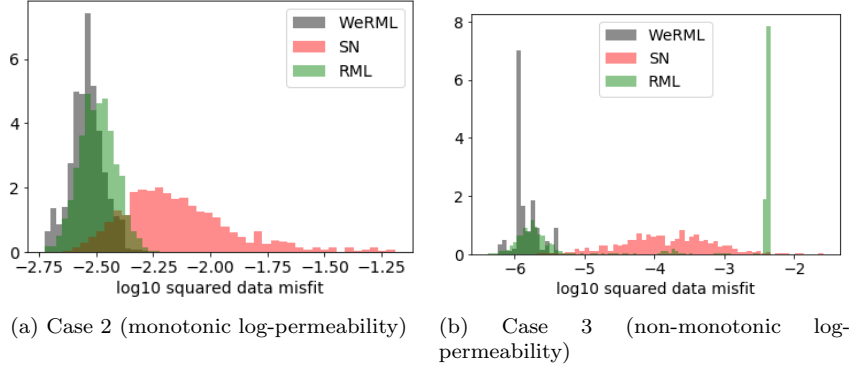 WeRML
SN
RML
6
4
2
0
−2.75 −2.50 −2.25 −2.00 −1.75 −1.50 −1.25
log10 squared data misfit
(a) Case 2 (monotonic log-permeability)
8
WeRML
SN
RML
6
4
2
0
−6 −5 −4 −3 −2
log10 squared data misfit
(b) Case 3 (non-monotonic log-
permeability)